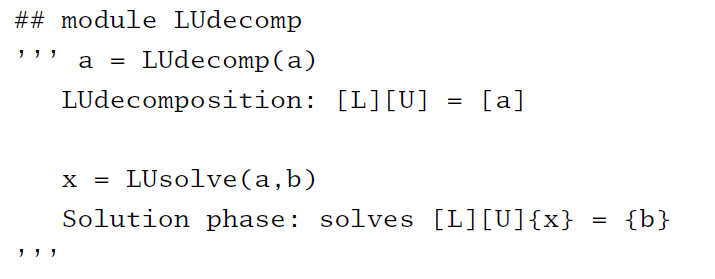 ## module LUdecomp
''' a = LUdecomp(a)
LUdecomposition: [L][U] = [a]
x = LUsolve(a,b)
Solution phase: solves [L][U]{x} = {b}
'''